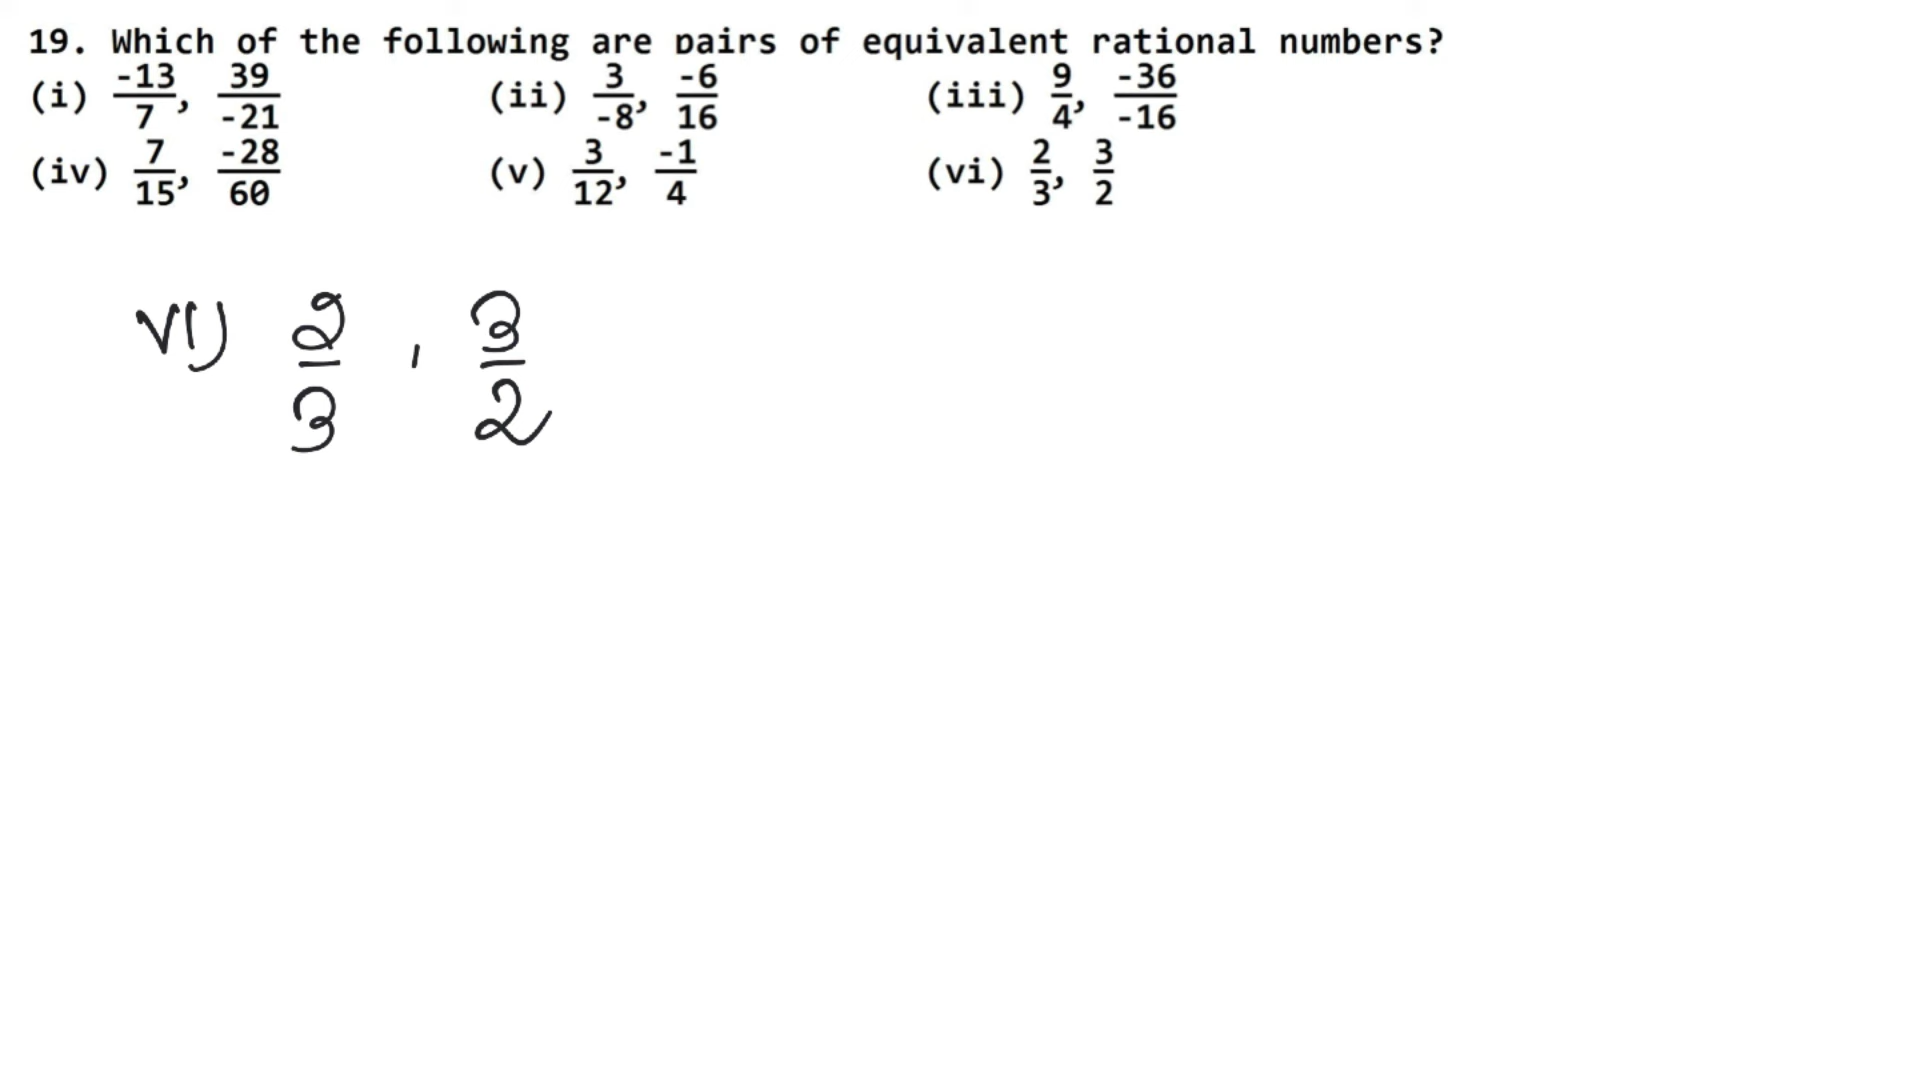 19. Which of the following are pairs of equivalent rational numbers?
(i) -13/7, 39/-21 (ii) 3/-8, -6/16 (iii) 9/4, -36/-16
(iv) 7/15, -28/60 (v) 3/12, -1/4 (vi) 2/3, 3/2
VI) 2/3 , 3/2